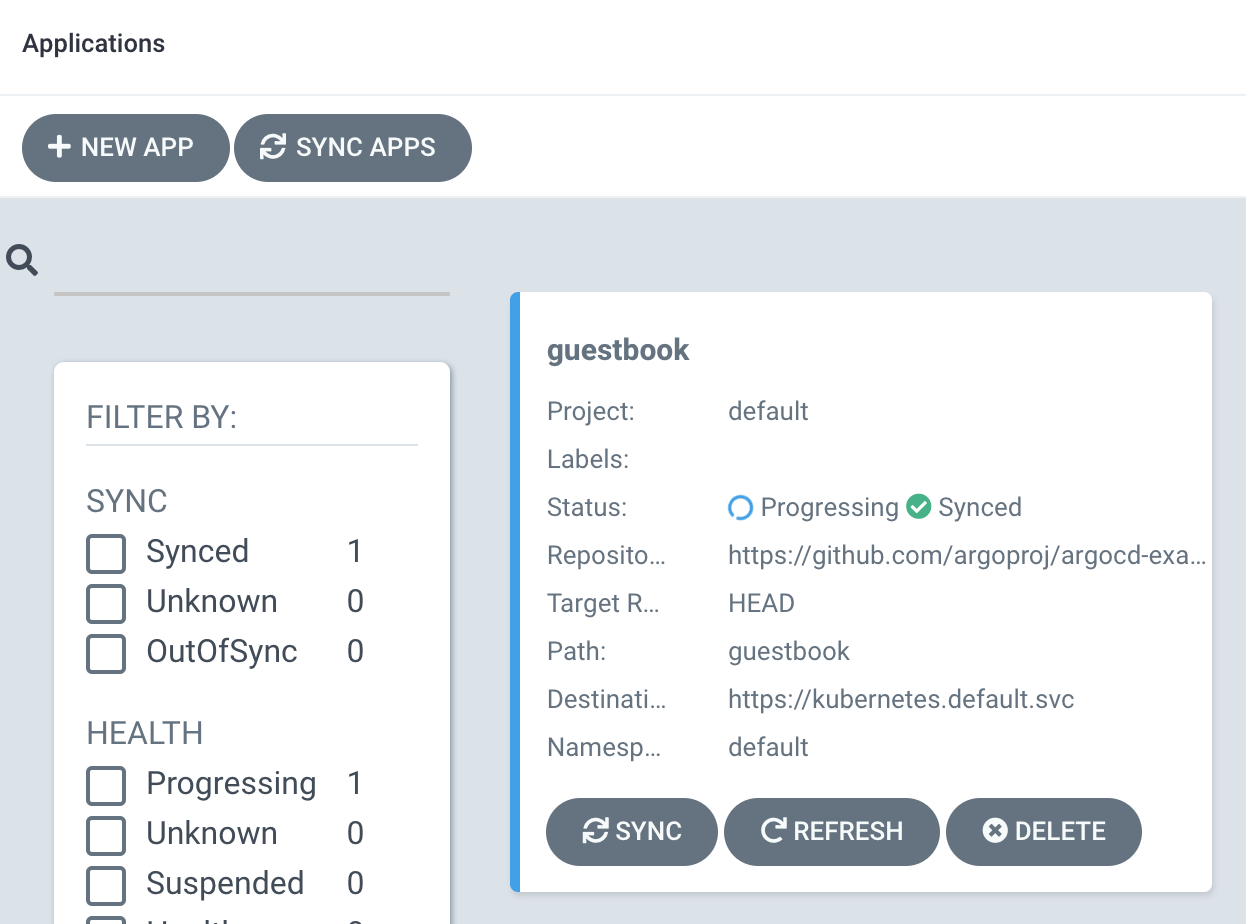 Applications
NEW APP
SYNC APPS
FILTER BY:
SYNC
Synced 1
Unknown 0
OutOfSync 0
HEALTH
Progressing 1
Unknown 0
Suspended 0
guestbook
Project: default
Labels:
Status: Progressing Synced
Reposito... https://github.com/argoproj/argocd-exa...
Target R... HEAD
Path: guestbook
Destinati... https://kubernetes.default.svc
Namesp... default
SYNC
REFRESH
DELETE